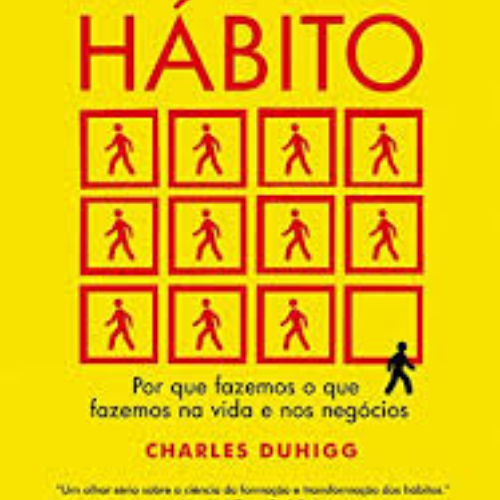 HÁBITO
Por que fazemos o que
fazemos na vida e nos negócios
CHARLES DUHIGG
"Um olhar sério sobre a ciência da formação e transformação dos hábitos."